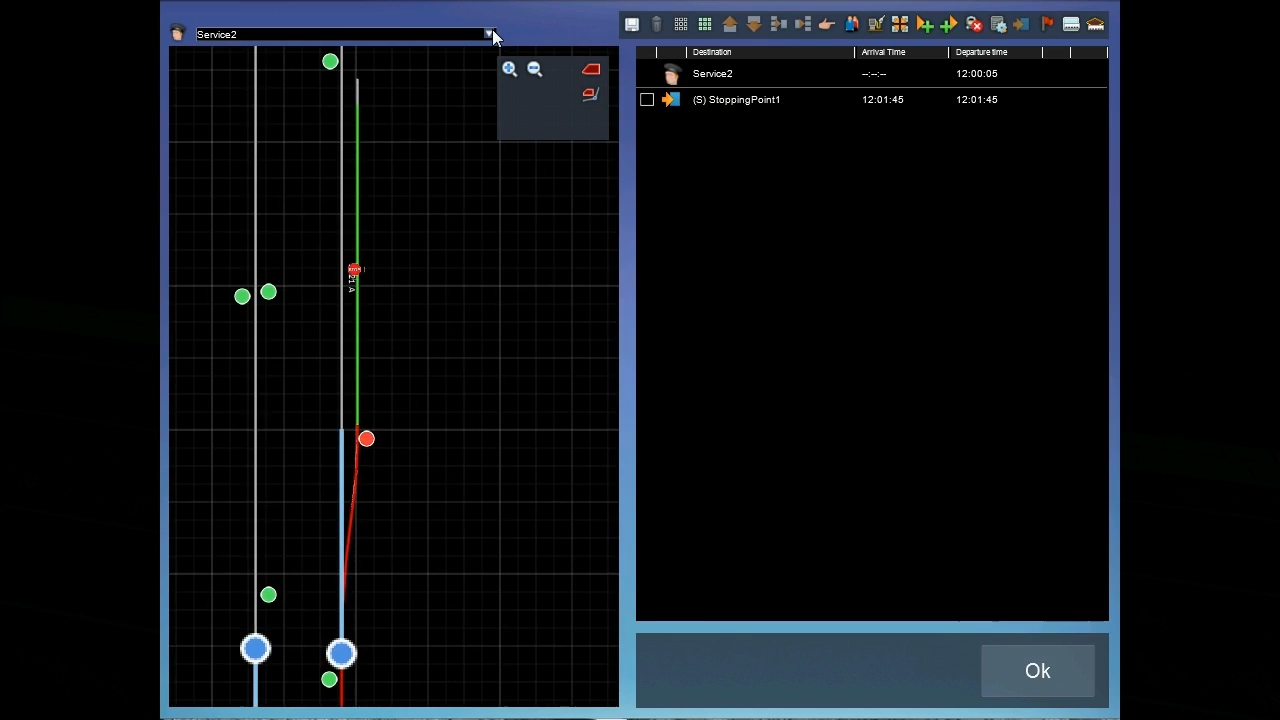 Service2
Destination Arrival Time Departure time
Service2 --:--:-- 12:00:05
(S) StoppingPoint1 12:01:45 12:01:45
Ok